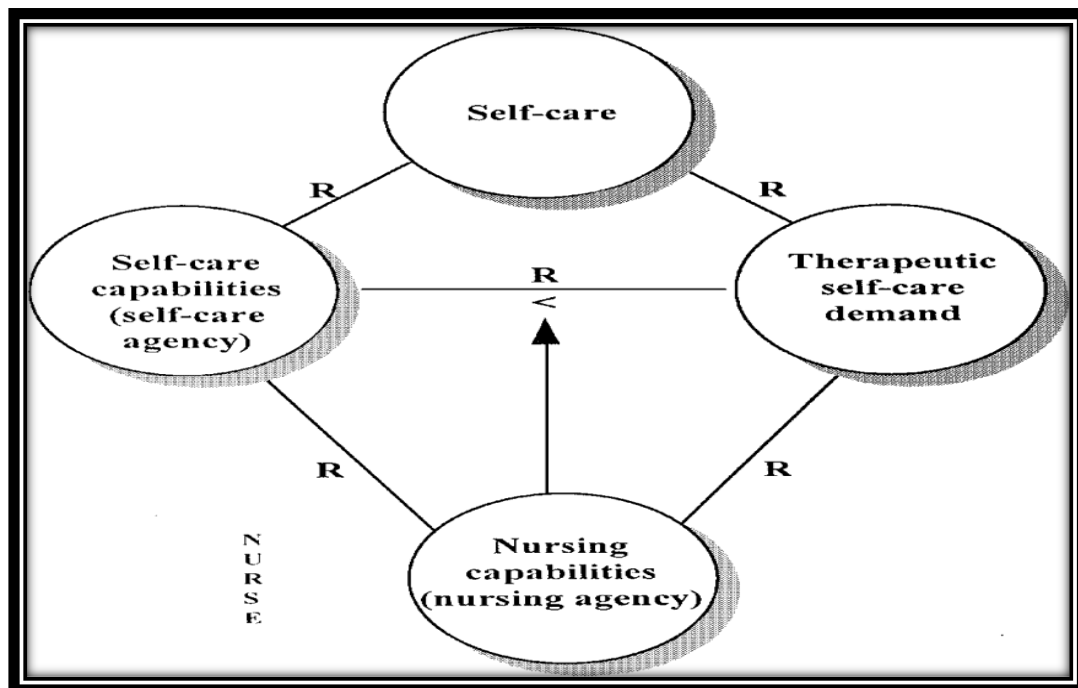 Self-care
R
R
Self-care
capabilities
(self-care
agency)
R
<
Therapeutic
self-care
demand
R
R
Nursing
capabilities
(nursing agency)
N
U
R
S
E